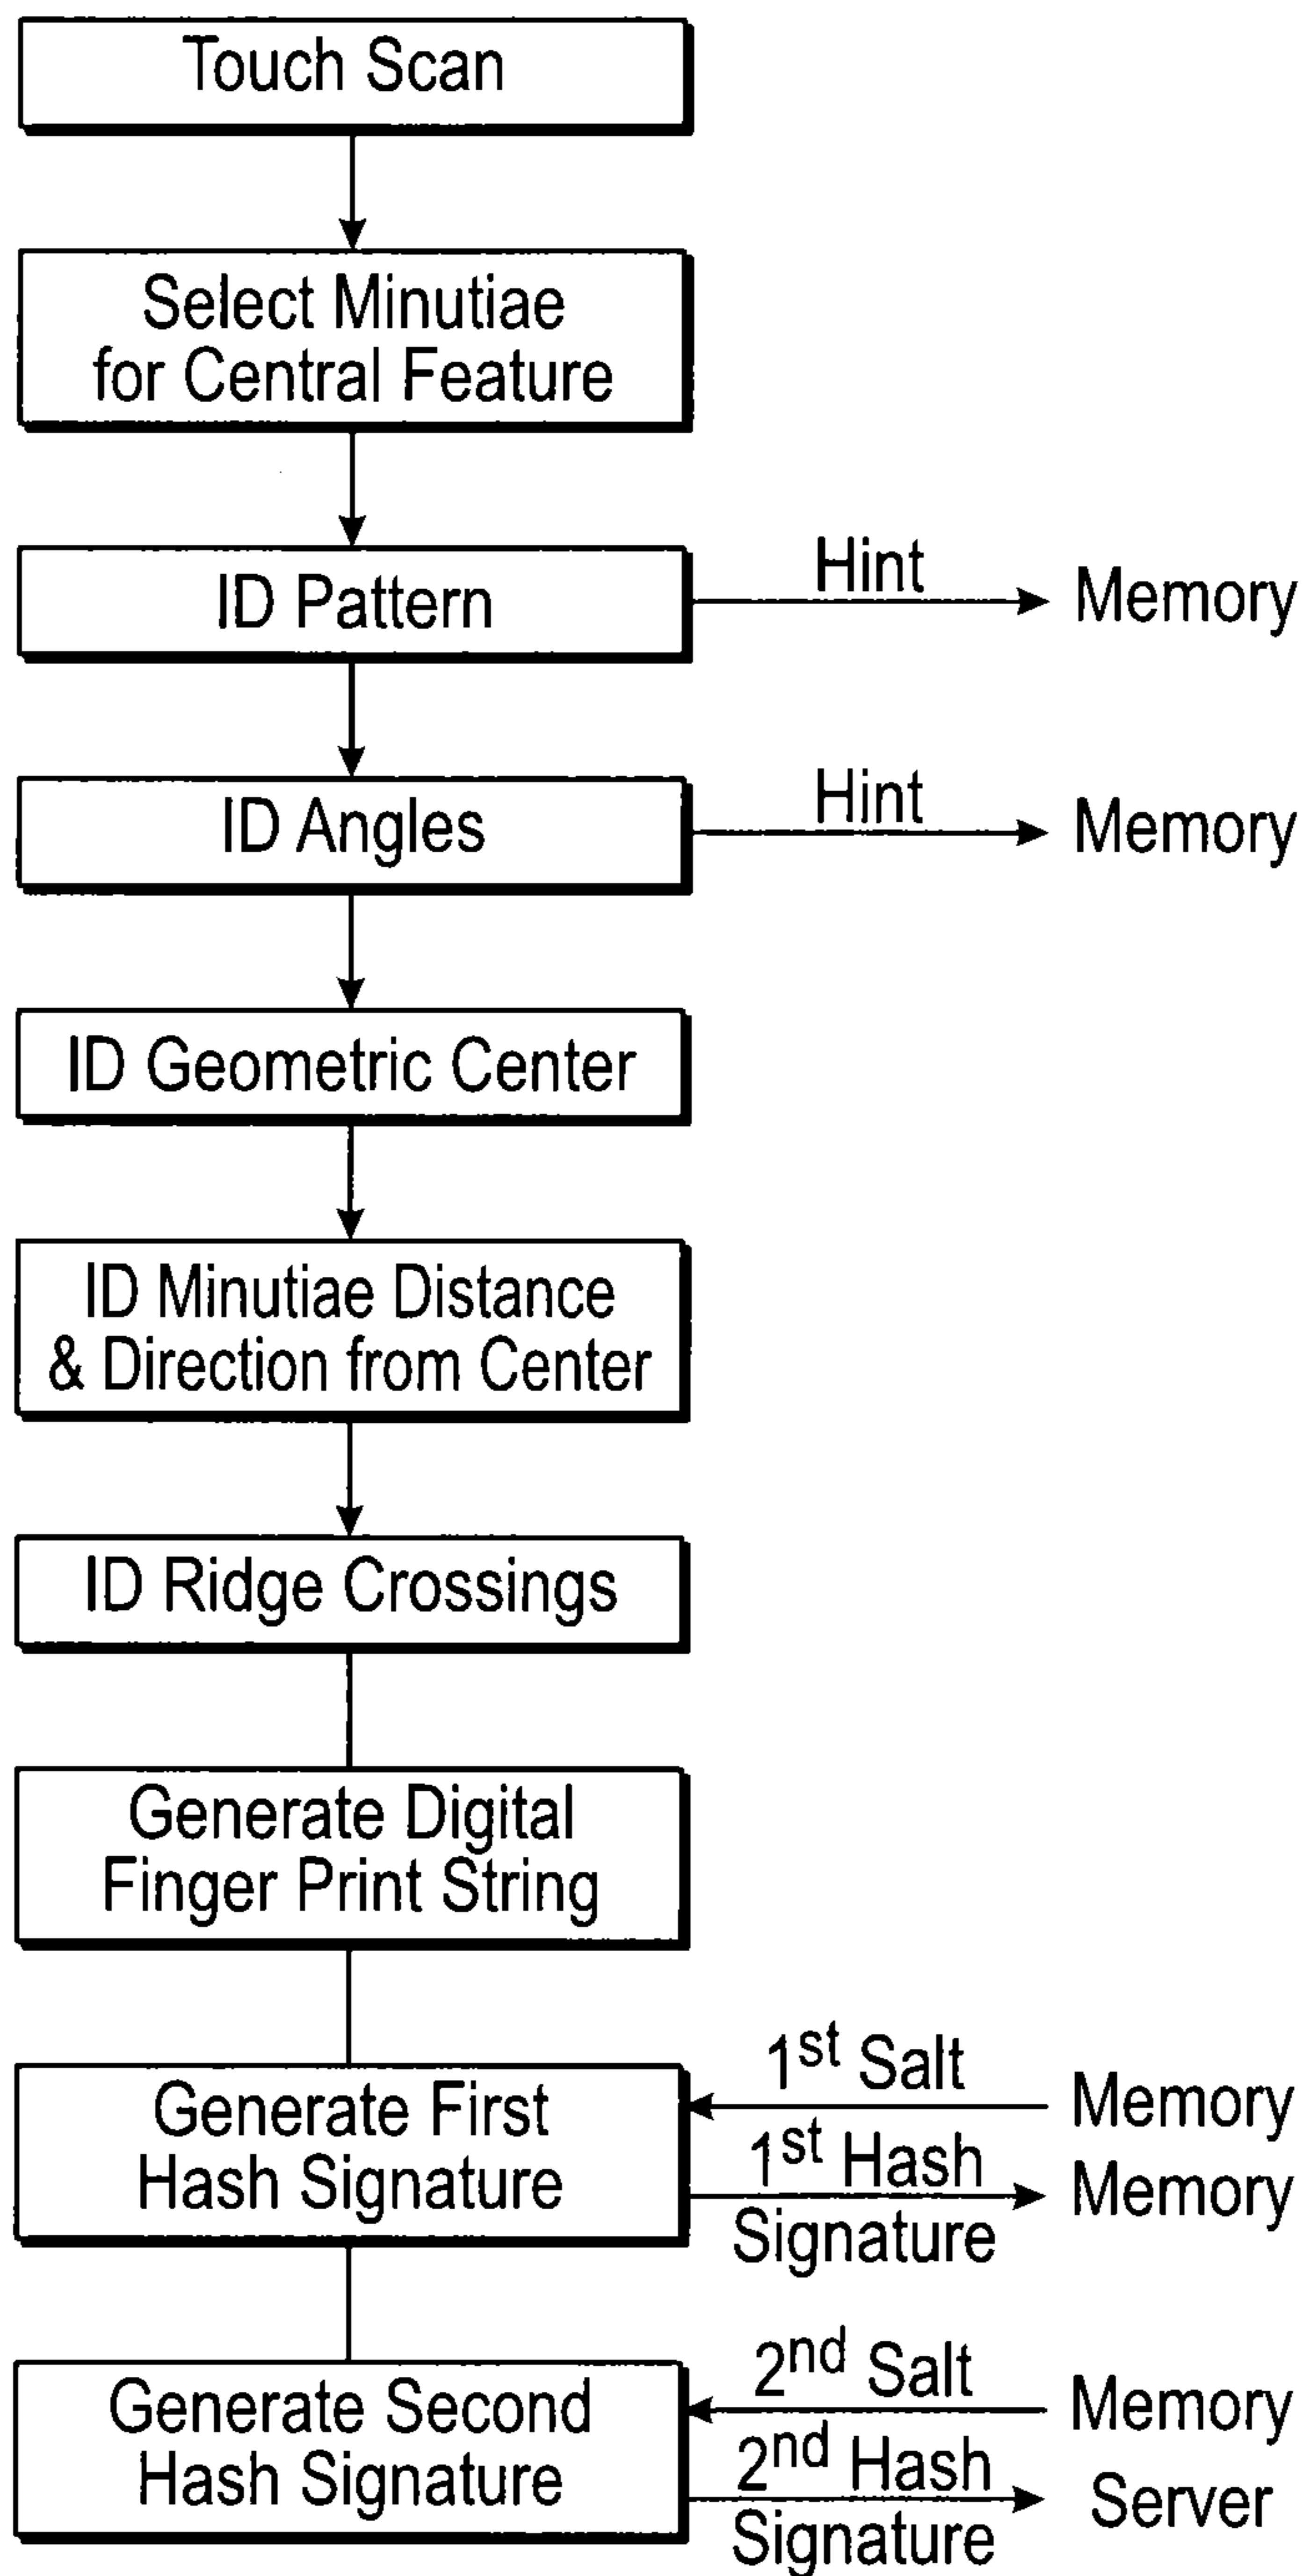 Touch Scan
Select Minutiae
for Central Feature
ID Pattern
Hint
Memory
ID Angles
Hint
Memory
ID Geometric Center
ID Minutiae Distance
& Direction from Center
ID Ridge Crossings
Generate Digital
Finger Print String
Generate First
Hash Signature
1st Salt
Memory
1st Hash
Signature
Memory
Generate Second
Hash Signature
2nd Salt
Memory
2nd Hash
Signature
Server